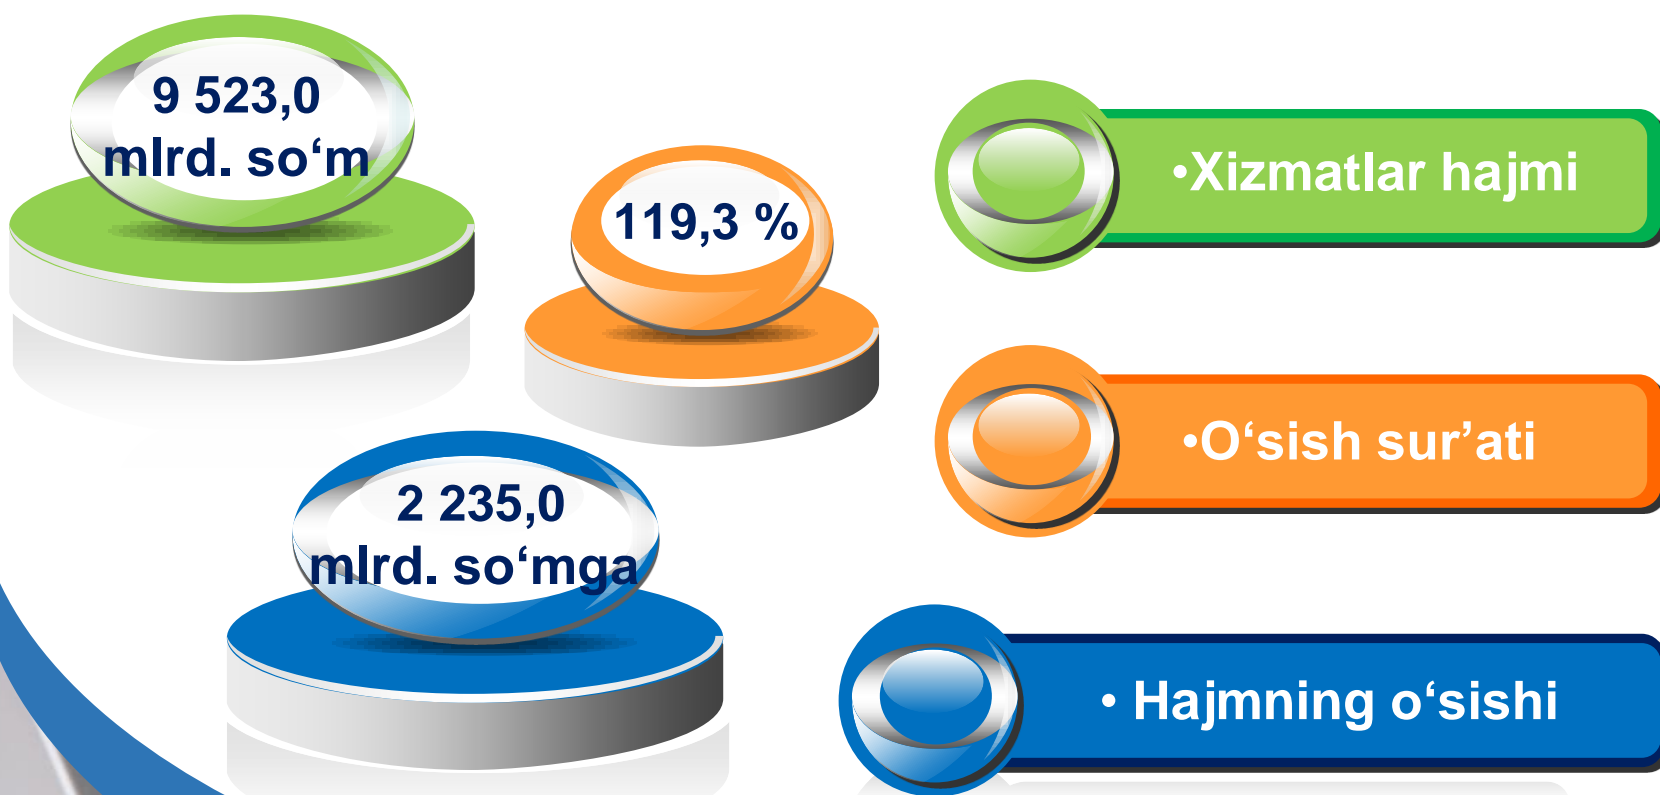 9 523,0
mlrd. so‘m
119,3 %
2 235,0
mlrd. so‘mga
•Xizmatlar hajmi
•O‘sish sur’ati
• Hajmning o‘sishi